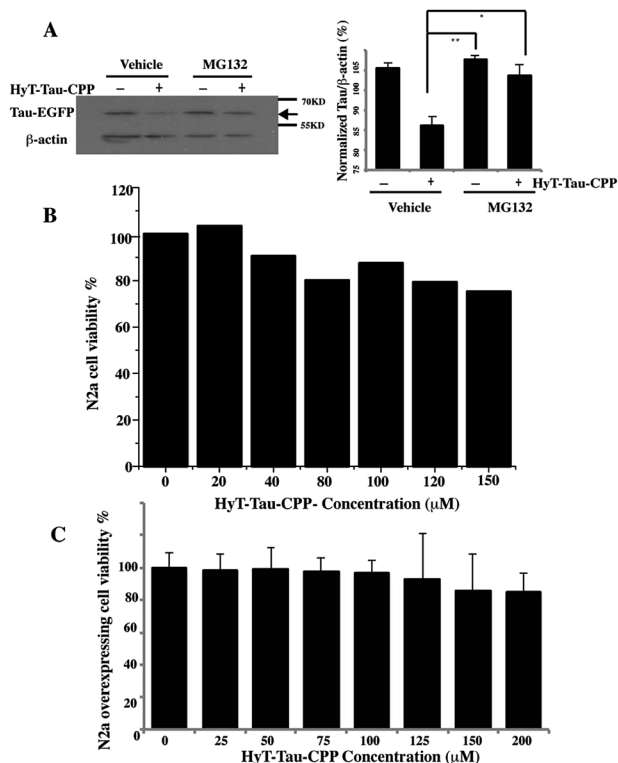 A
Vehicle MG132
HyT-Tau-CPP − + − +
Tau-EGFP
β-actin
70KD
55KD
Normalized Tau/β-actin (%)
105
95
85
80
75
*
**
− + − + HyT-Tau-CPP
Vehicle MG132
B
N2a cell viability %
120
100
80
60
40
20
0
0 20 40 80 100 120 150
HyT-Tau-CPP- Concentration (μM)
C
N2a overexpressing cell viability %
100
80
60
40
20
0
0 25 50 75 100 125 150 200
HyT-Tau-CPP Concentration (μM)